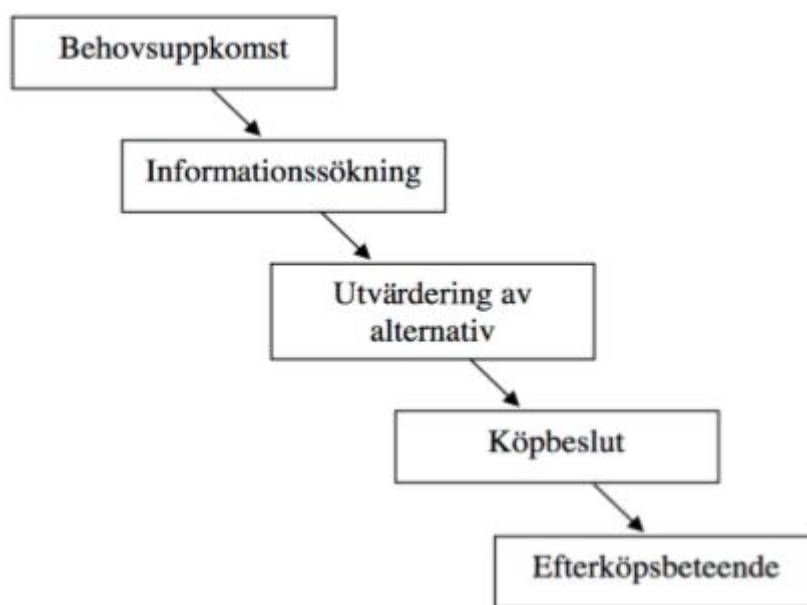 Behovsuppkomst
Informationssökning
Utvärdering av
alternativ
Köpbeslut
Efterköpsbeteende